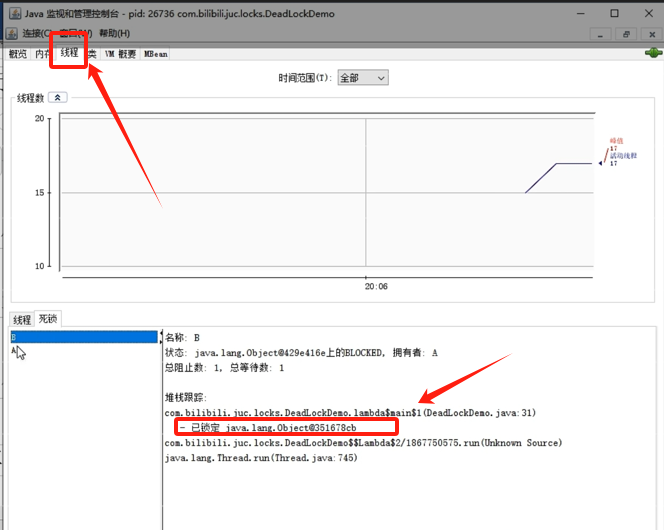 Java 监视和管理控制台 - pid: 26736 com.bilibili.juc.locks.DeadLockDemo
连接(C) 窗口(W) 帮助(H)
概览 内存 线程 类 VM 概要 MBean
时间范围(T): 全部
线程数
20
15
10
20:06
峰值
17
活动线程
17
线程 死锁
B
A
名称: B
状态: java.lang.Object@429e416e上的BLOCKED, 拥有者: A
总阻止数: 1, 总等待数: 1
堆栈跟踪:
com.bilibili.juc.locks.DeadLockDemo.lambda$main$1(DeadLockDemo.java:31)
- 已锁定 java.lang.Object@351678cb
com.bilibili.juc.locks.DeadLockDemo$$Lambda$2/1867750575.run(Unknown Source)
java.lang.Thread.run(Thread.java:745)